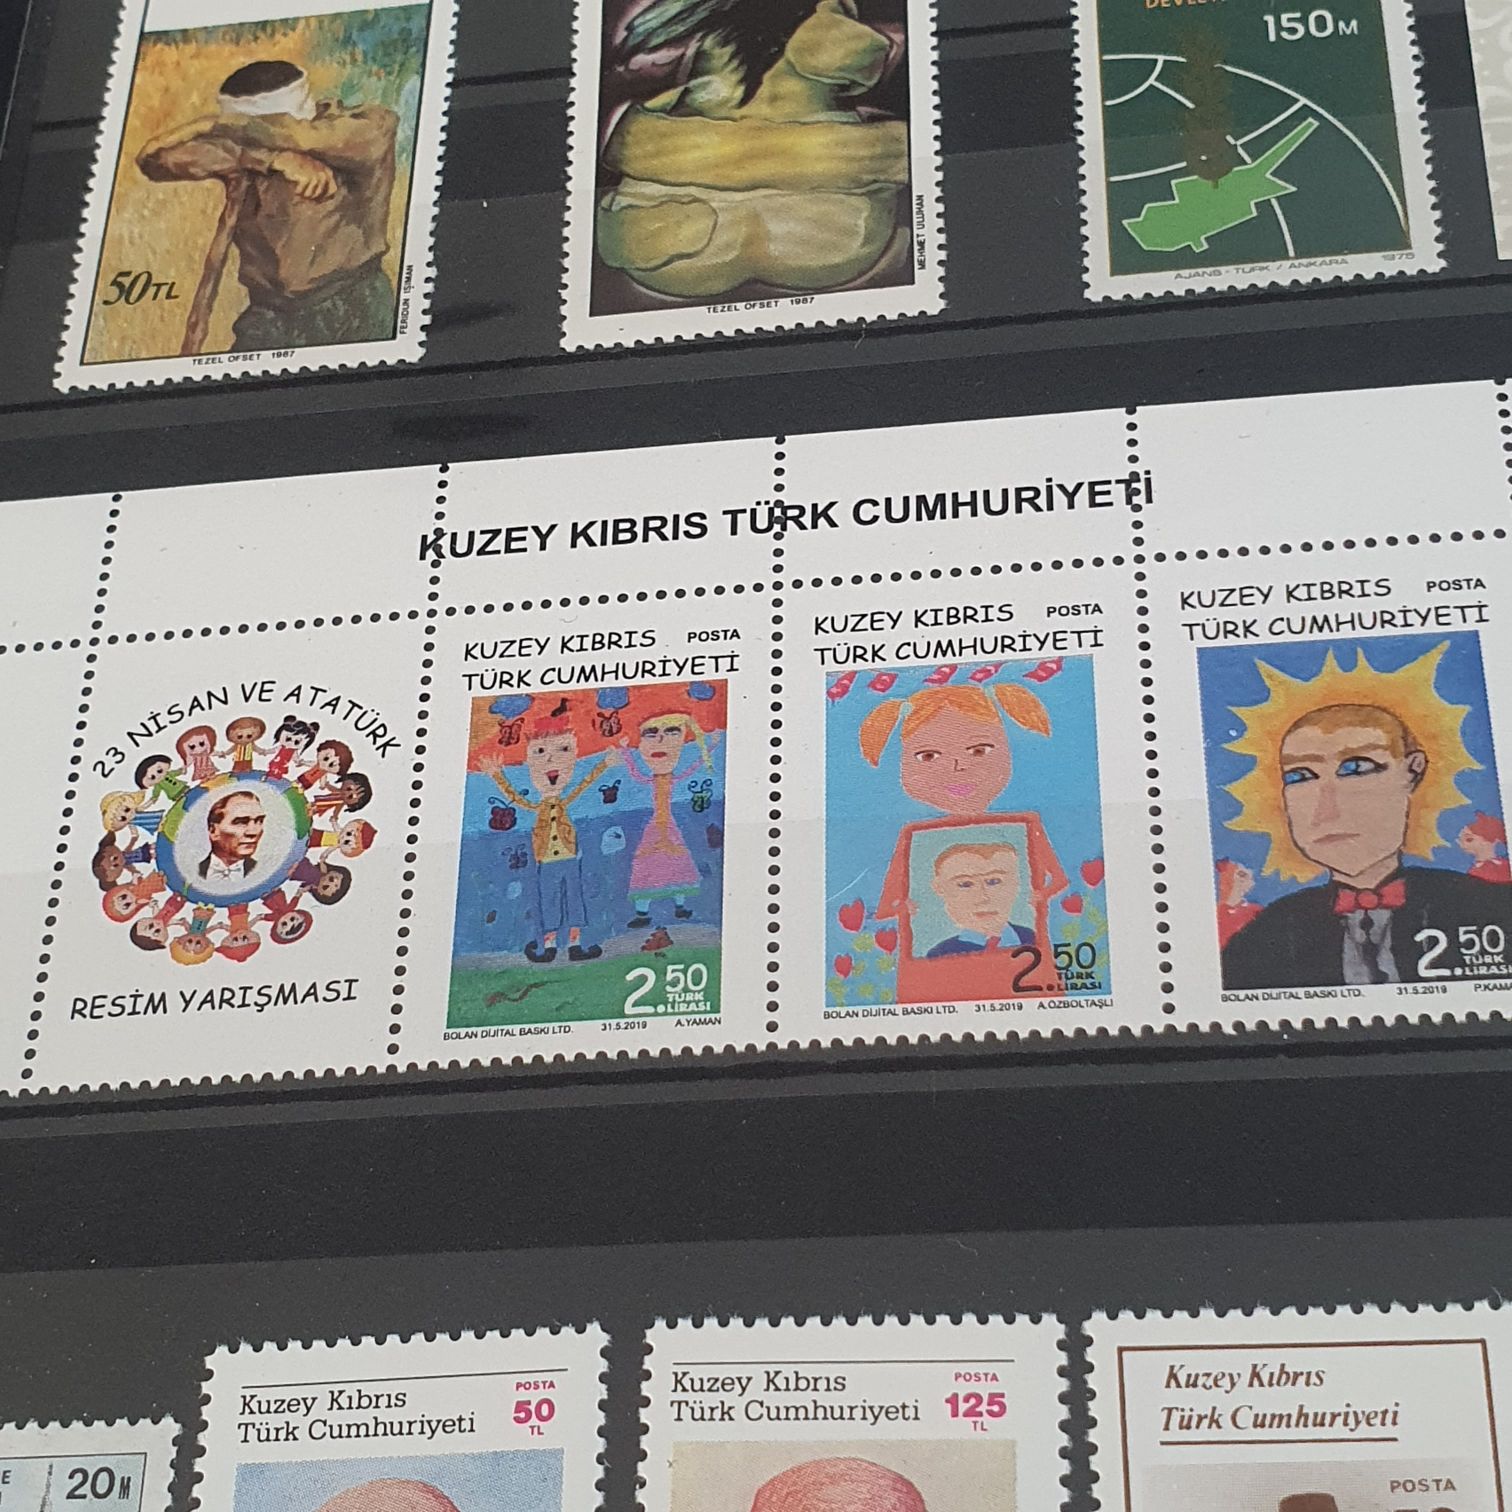 50TL
FERİDUN IŞIMAN
TEZEL OFSET 1987
MEHMET ULUHAN
TEZEL OFSET 1987
150M
AJANS - TÜRK / ANKARA 1975
KUZEY KIBRIS TÜRK CUMHURİYETİ
23 NİSAN VE ATATÜRK
RESİM YARIŞMASI
KUZEY KIBRIS POSTA
TÜRK CUMHURİYETİ
2.50
TÜRK
LİRASI
BOLAN DİJİTAL BASKI LTD. 31.5.2019 A.YAMAN
KUZEY KIBRIS POSTA
TÜRK CUMHURİYETİ
2.50
TÜRK
LİRASI
BOLAN DİJİTAL BASKI LTD. 31.5.2019 A.ÖZBOLTAŞLI
KUZEY KIBRIS POSTA
TÜRK CUMHURİYETİ
2.50
TÜRK
LİRASI
BOLAN DİJİTAL BASKI LTD. 31.5.2019
20M
Kuzey Kıbrıs
Türk Cumhuriyeti
POSTA
50
TL
Kuzey Kıbrıs
Türk Cumhuriyeti
POSTA
125
TL
Kuzey Kıbrıs
Türk Cumhuriyeti
POSTA